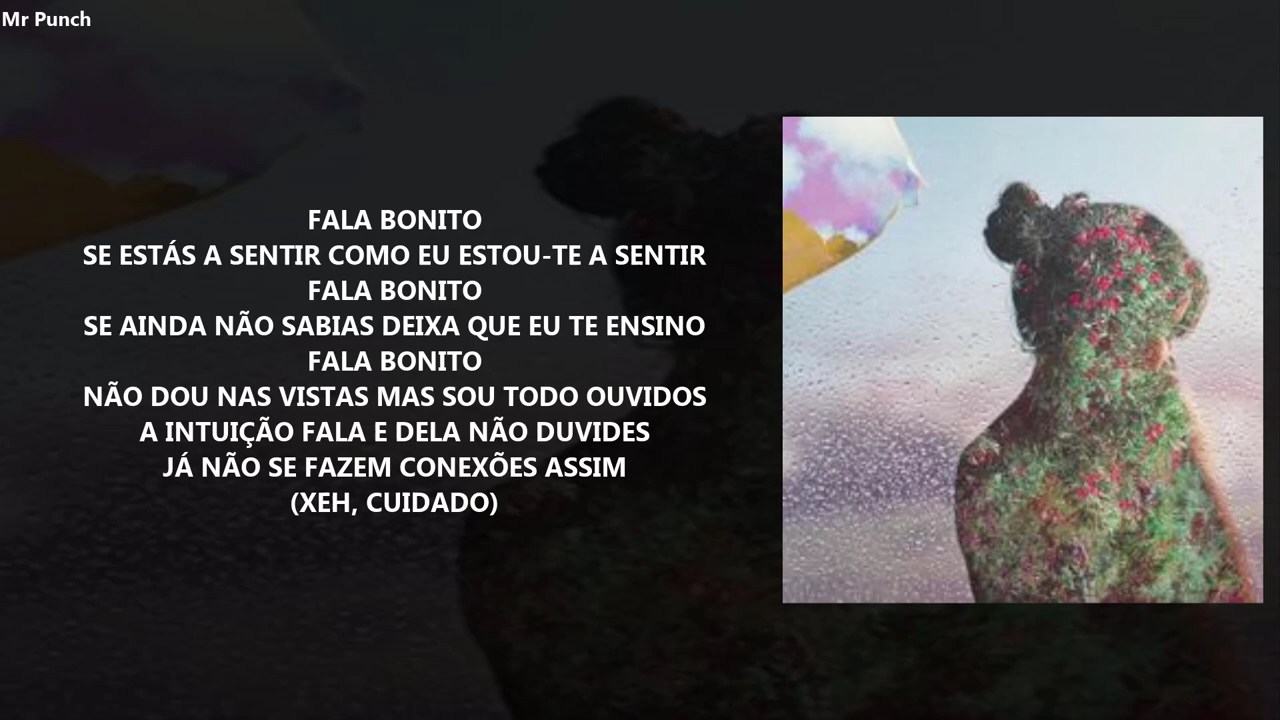 Mr Punch
FALA BONITO
SE ESTÁS A SENTIR COMO EU ESTOU-TE A SENTIR
FALA BONITO
SE AINDA NÃO SABIAS DEIXA QUE EU TE ENSINO
FALA BONITO
NÃO DOU NAS VISTAS MAS SOU TODO OUVIDOS
A INTUIÇÃO FALA E DELA NÃO DUVIDES
JÁ NÃO SE FAZEM CONEXÕES ASSIM
(XEH, CUIDADO)